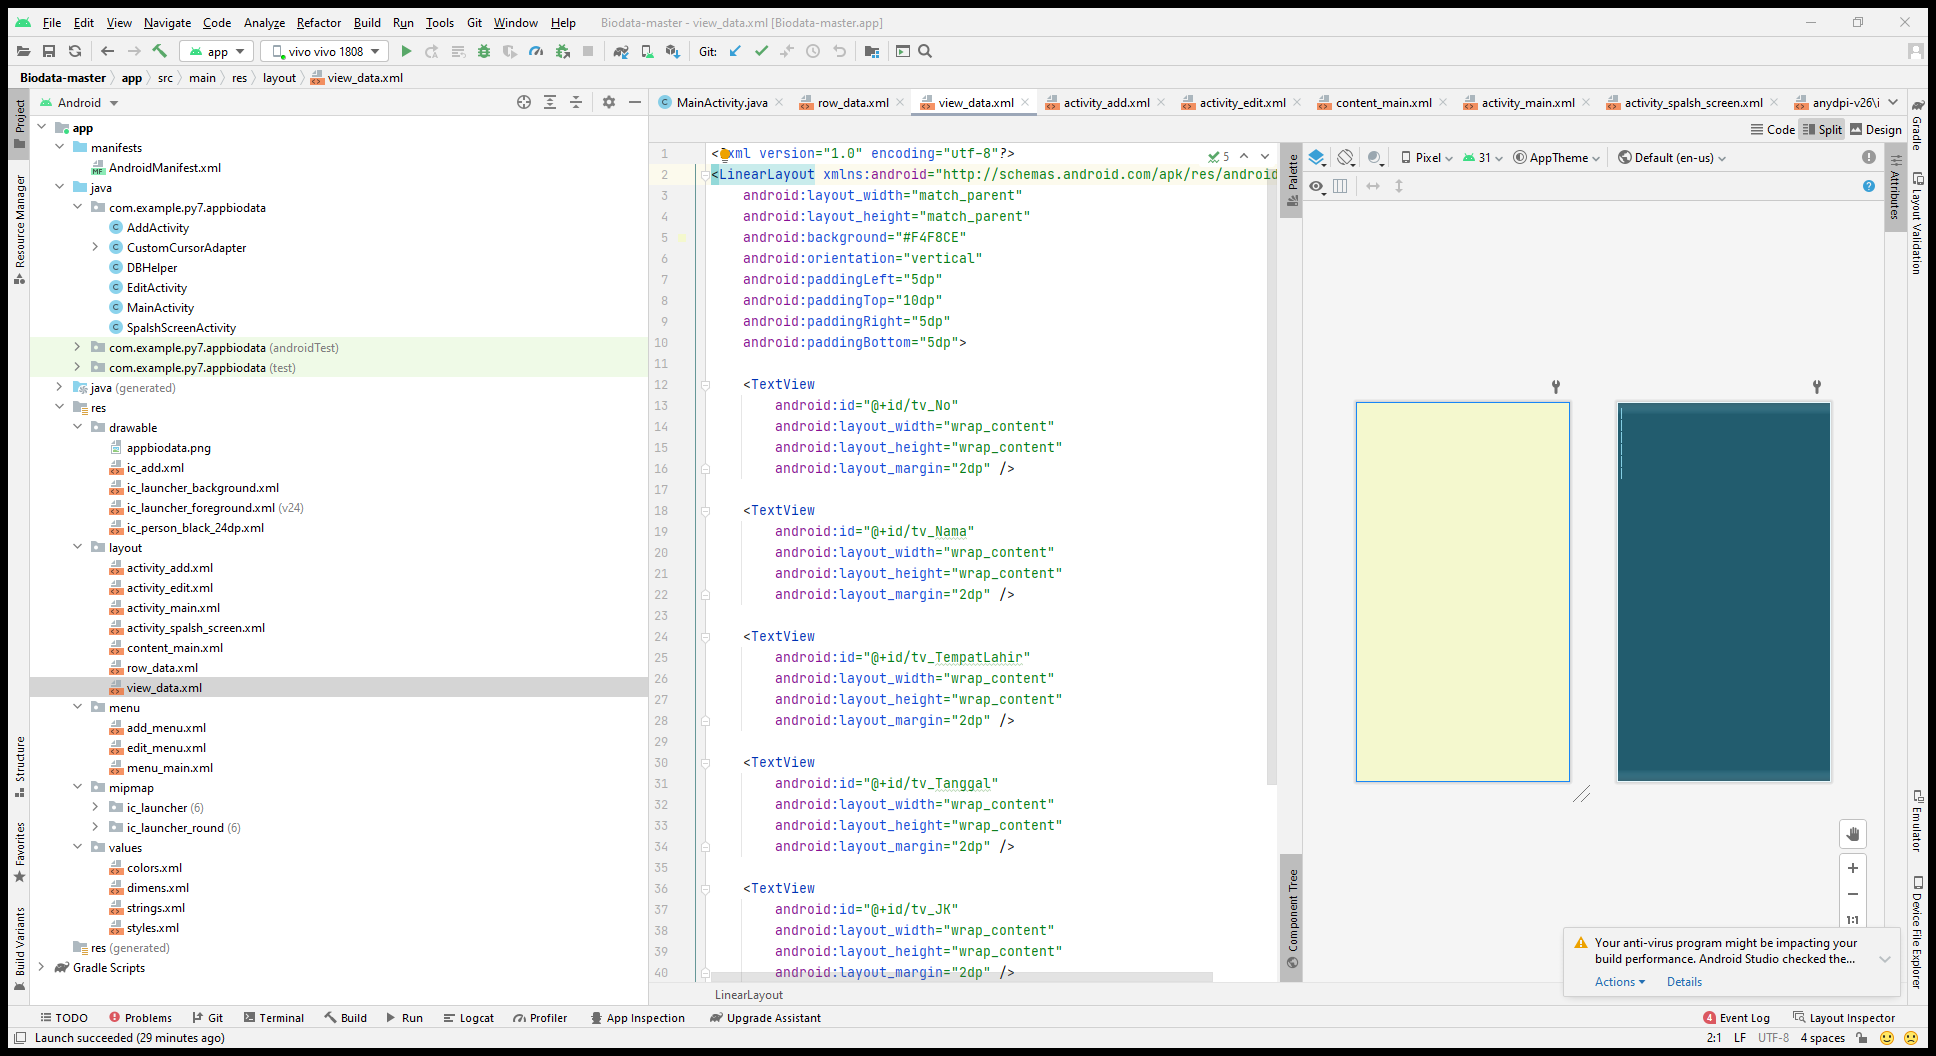 File Edit View Navigate Code Analyze Refactor Build Run Tools Git Window Help Biodata-master - view_data.xml [Biodata-master.app]
app vivo vivo 1808 Git:
Biodata-master app src main res layout view_data.xml
Android
MainActivity.java row_data.xml view_data.xml activity_add.xml activity_edit.xml content_main.xml activity_main.xml activity_spalsh_screen.xml anydpi-v26\i
Code Split Design
Pixel 31 AppTheme Default (en-us)
Project
Resource Manager
Structure
Favorites
Build Variants
app
manifests
AndroidManifest.xml
java
com.example.py7.appbiodata
AddActivity
CustomCursorAdapter
DBHelper
EditActivity
MainActivity
SpalshScreenActivity
com.example.py7.appbiodata (androidTest)
com.example.py7.appbiodata (test)
java (generated)
res
drawable
appbiodata.png
ic_add.xml
ic_launcher_background.xml
ic_launcher_foreground.xml (v24)
ic_person_black_24dp.xml
layout
activity_add.xml
activity_edit.xml
activity_main.xml
activity_spalsh_screen.xml
content_main.xml
row_data.xml
view_data.xml
menu
add_menu.xml
edit_menu.xml
menu_main.xml
mipmap
ic_launcher (6)
ic_launcher_round (6)
values
colors.xml
dimens.xml
strings.xml
styles.xml
res (generated)
Gradle Scripts
5
1 <?xml version="1.0" encoding="utf-8"?>
2 <LinearLayout xmlns:android="http://schemas.android.com/apk/res/android
3 android:layout_width="match_parent"
4 android:layout_height="match_parent"
5 android:background="#F4F8CE"
6 android:orientation="vertical"
7 android:paddingLeft="5dp"
8 android:paddingTop="10dp"
9 android:paddingRight="5dp"
10 android:paddingBottom="5dp">
11
12 <TextView
13 android:id="@+id/tv_No"
14 android:layout_width="wrap_content"
15 android:layout_height="wrap_content"
16 android:layout_margin="2dp" />
17
18 <TextView
19 android:id="@+id/tv_Nama"
20 android:layout_width="wrap_content"
21 android:layout_height="wrap_content"
22 android:layout_margin="2dp" />
23
24 <TextView
25 android:id="@+id/tv_TempatLahir"
26 android:layout_width="wrap_content"
27 android:layout_height="wrap_content"
28 android:layout_margin="2dp" />
29
30 <TextView
31 android:id="@+id/tv_Tanggal"
32 android:layout_width="wrap_content"
33 android:layout_height="wrap_content"
34 android:layout_margin="2dp" />
35
36 <TextView
37 android:id="@+id/tv_JK"
38 android:layout_width="wrap_content"
39 android:layout_height="wrap_content"
40 android:layout_margin="2dp" />
LinearLayout
Palette
Component Tree
Attributes
Gradle
Layout Validation
Emulator
Device File Explorer
1:1
Your anti-virus program might be impacting your
build performance. Android Studio checked the...
Actions Details
TODO Problems Git Terminal Build Run Logcat Profiler App Inspection Upgrade Assistant 4 Event Log Layout Inspector
Launch succeeded (29 minutes ago) 2:1 LF UTF-8 4 spaces